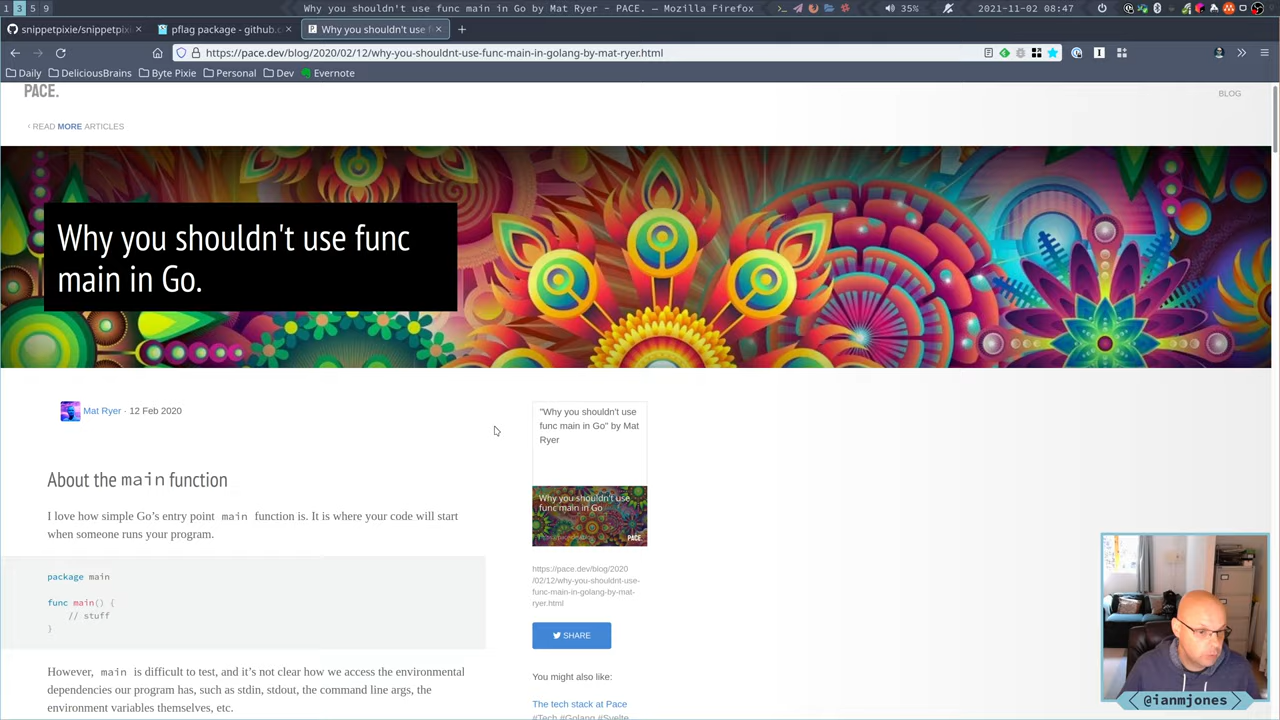 1 3 5 9
Why you shouldn't use func main in Go by Mat Ryer - PACE. — Mozilla Firefox
35%
2021-11-02 08:47
snippetpixie/snippetpix
pflag package - github.c
Why you shouldn't use f
https://pace.dev/blog/2020/02/12/why-you-shouldnt-use-func-main-in-golang-by-mat-ryer.html
Daily
DeliciousBrains
Byte Pixie
Personal
Dev
Evernote
PACE.
BLOG
‹ READ MORE ARTICLES
Why you shouldn't use func
main in Go.
Mat Ryer - 12 Feb 2020
About the main function
I love how simple Go's entry point main function is. It is where your code will start
when someone runs your program.
package main
func main() {
// stuff
}
However, main is difficult to test, and it's not clear how we access the environmental
dependencies our program has, such as stdin, stdout, the command line args, the
environment variables themselves, etc.
"Why you shouldn't use
func main in Go" by Mat
Ryer
Why you shouldn't use
func main in Go
PACE
https://pace.dev/blog/2020
/02/12/why-you-shouldnt-use-
func-main-in-golang-by-mat-
ryer.html
SHARE
You might also like:
The tech stack at Pace
#Tech #Golang #Svelte
@ianmjones